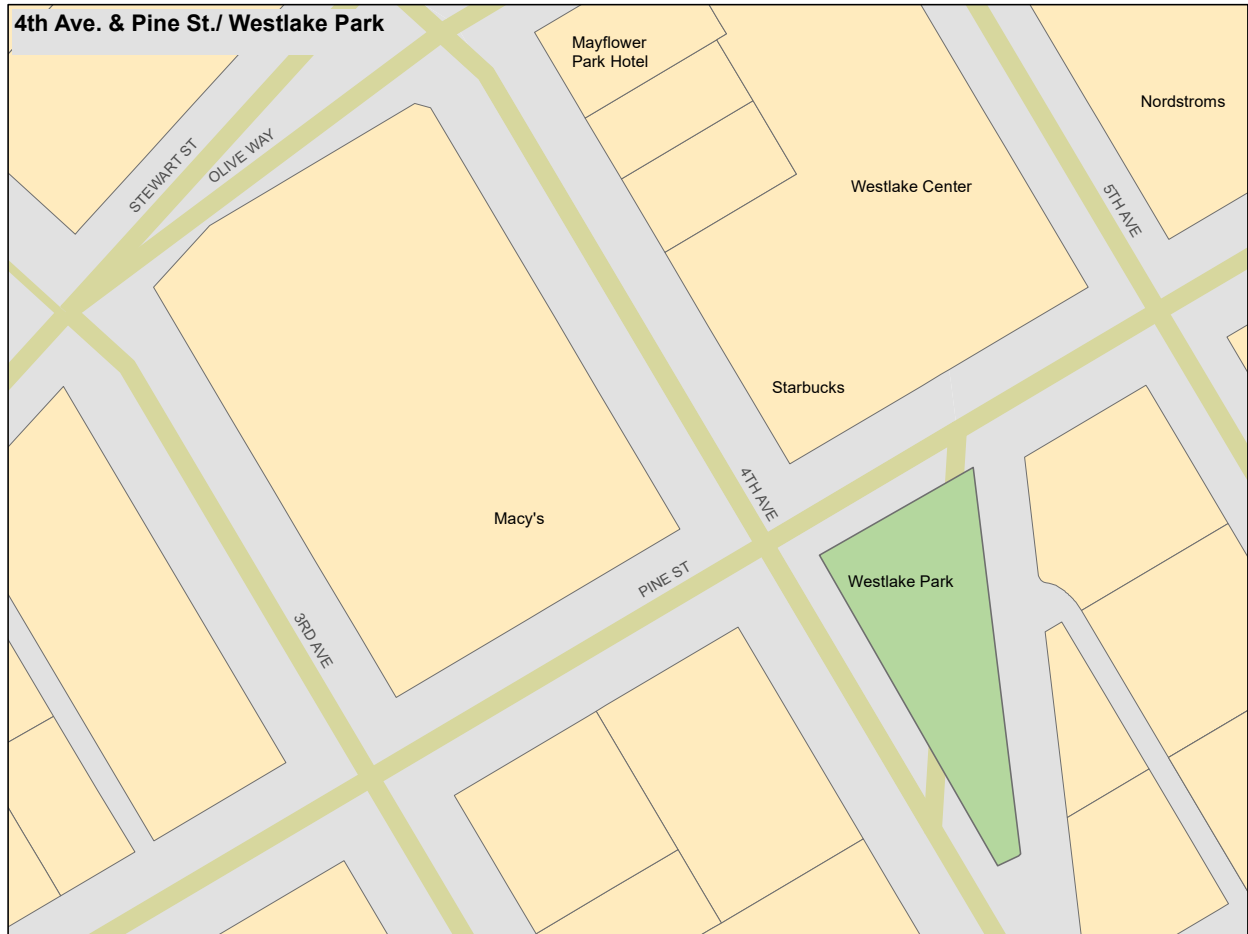 4th Ave. & Pine St./ Westlake Park
Mayflower
Park Hotel
Nordstroms
STEWART ST
OLIVE WAY
Westlake Center
5TH AVE
Starbucks
4TH AVE
Macy's
PINE ST
Westlake Park
3RD AVE